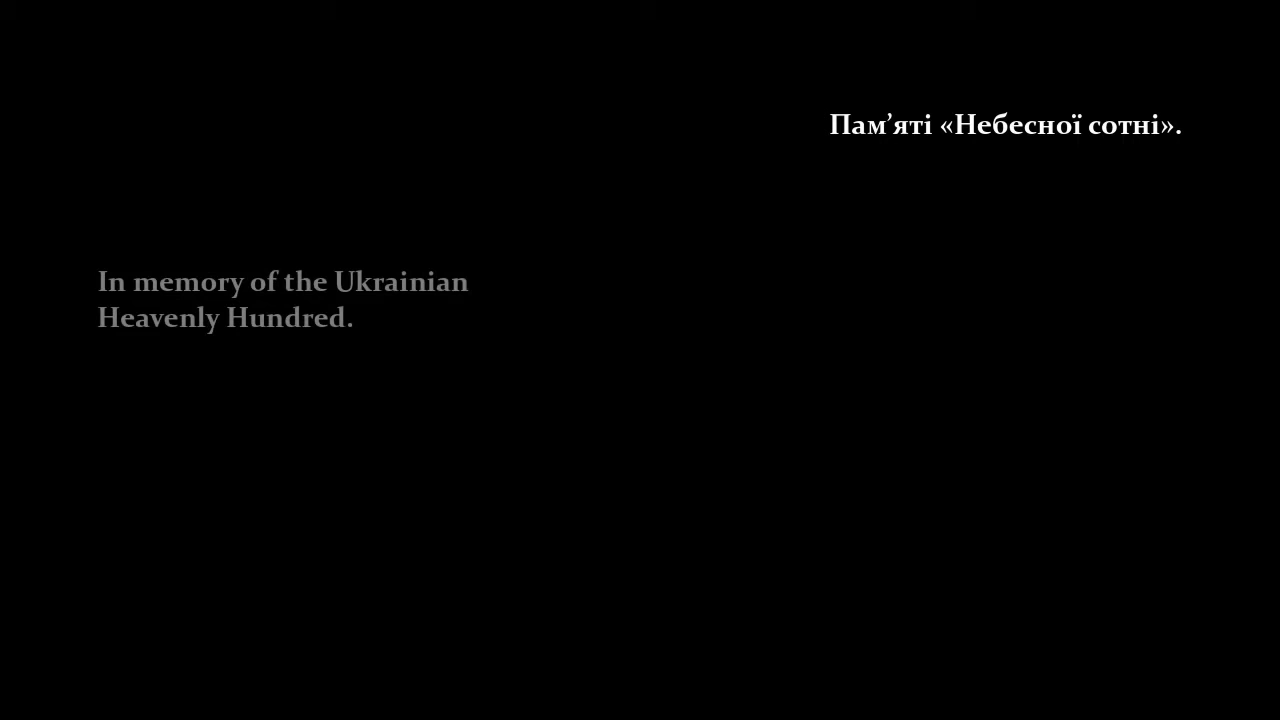 Пам’яті «Небесної сотні».
In memory of the Ukrainian
Heavenly Hundred.